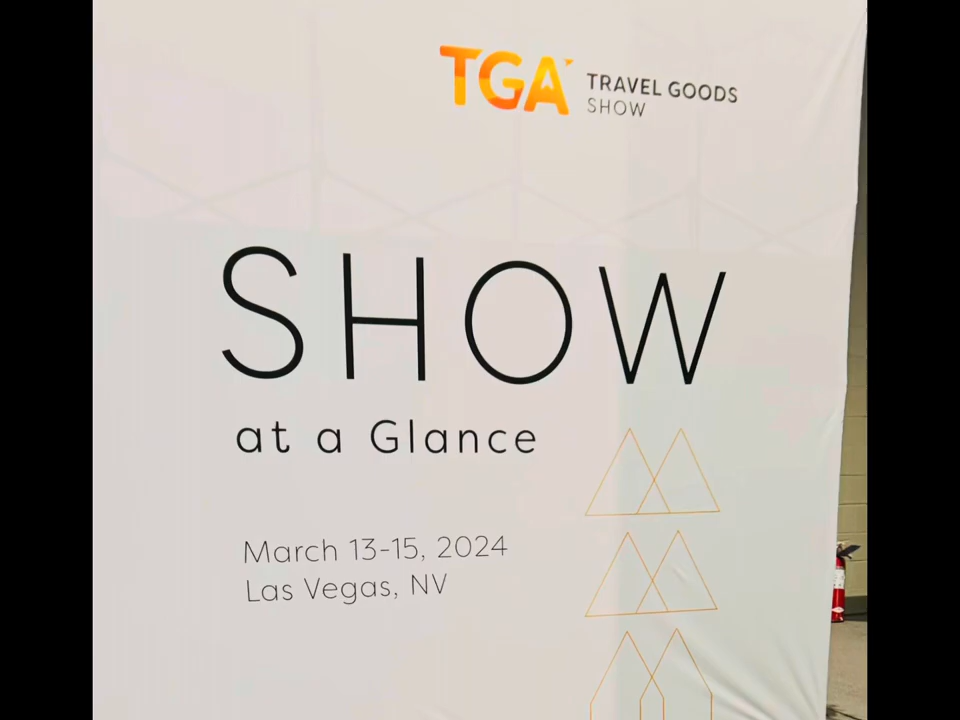 TGA TRAVEL GOODS
SHOW
SHOW
at a Glance
March 13-15, 2024
Las Vegas, NV